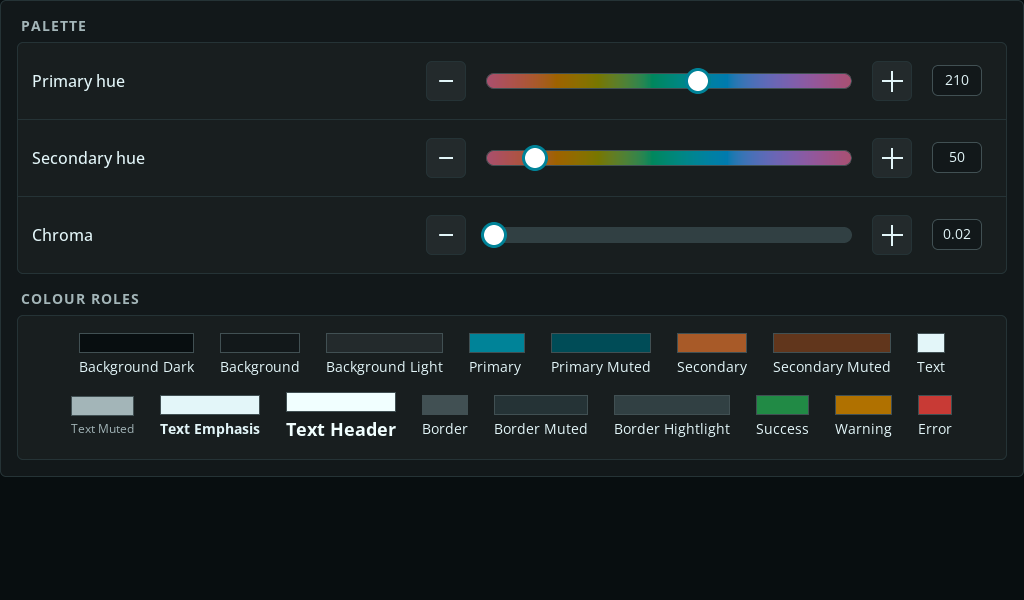 PALETTE
Primary hue 210
Secondary hue 50
Chroma 0.02
COLOUR ROLES
Background Dark Background Background Light Primary Primary Muted Secondary Secondary Muted Text
Text Muted Text Emphasis Text Header Border Border Muted Border Hightlight Success Warning Error